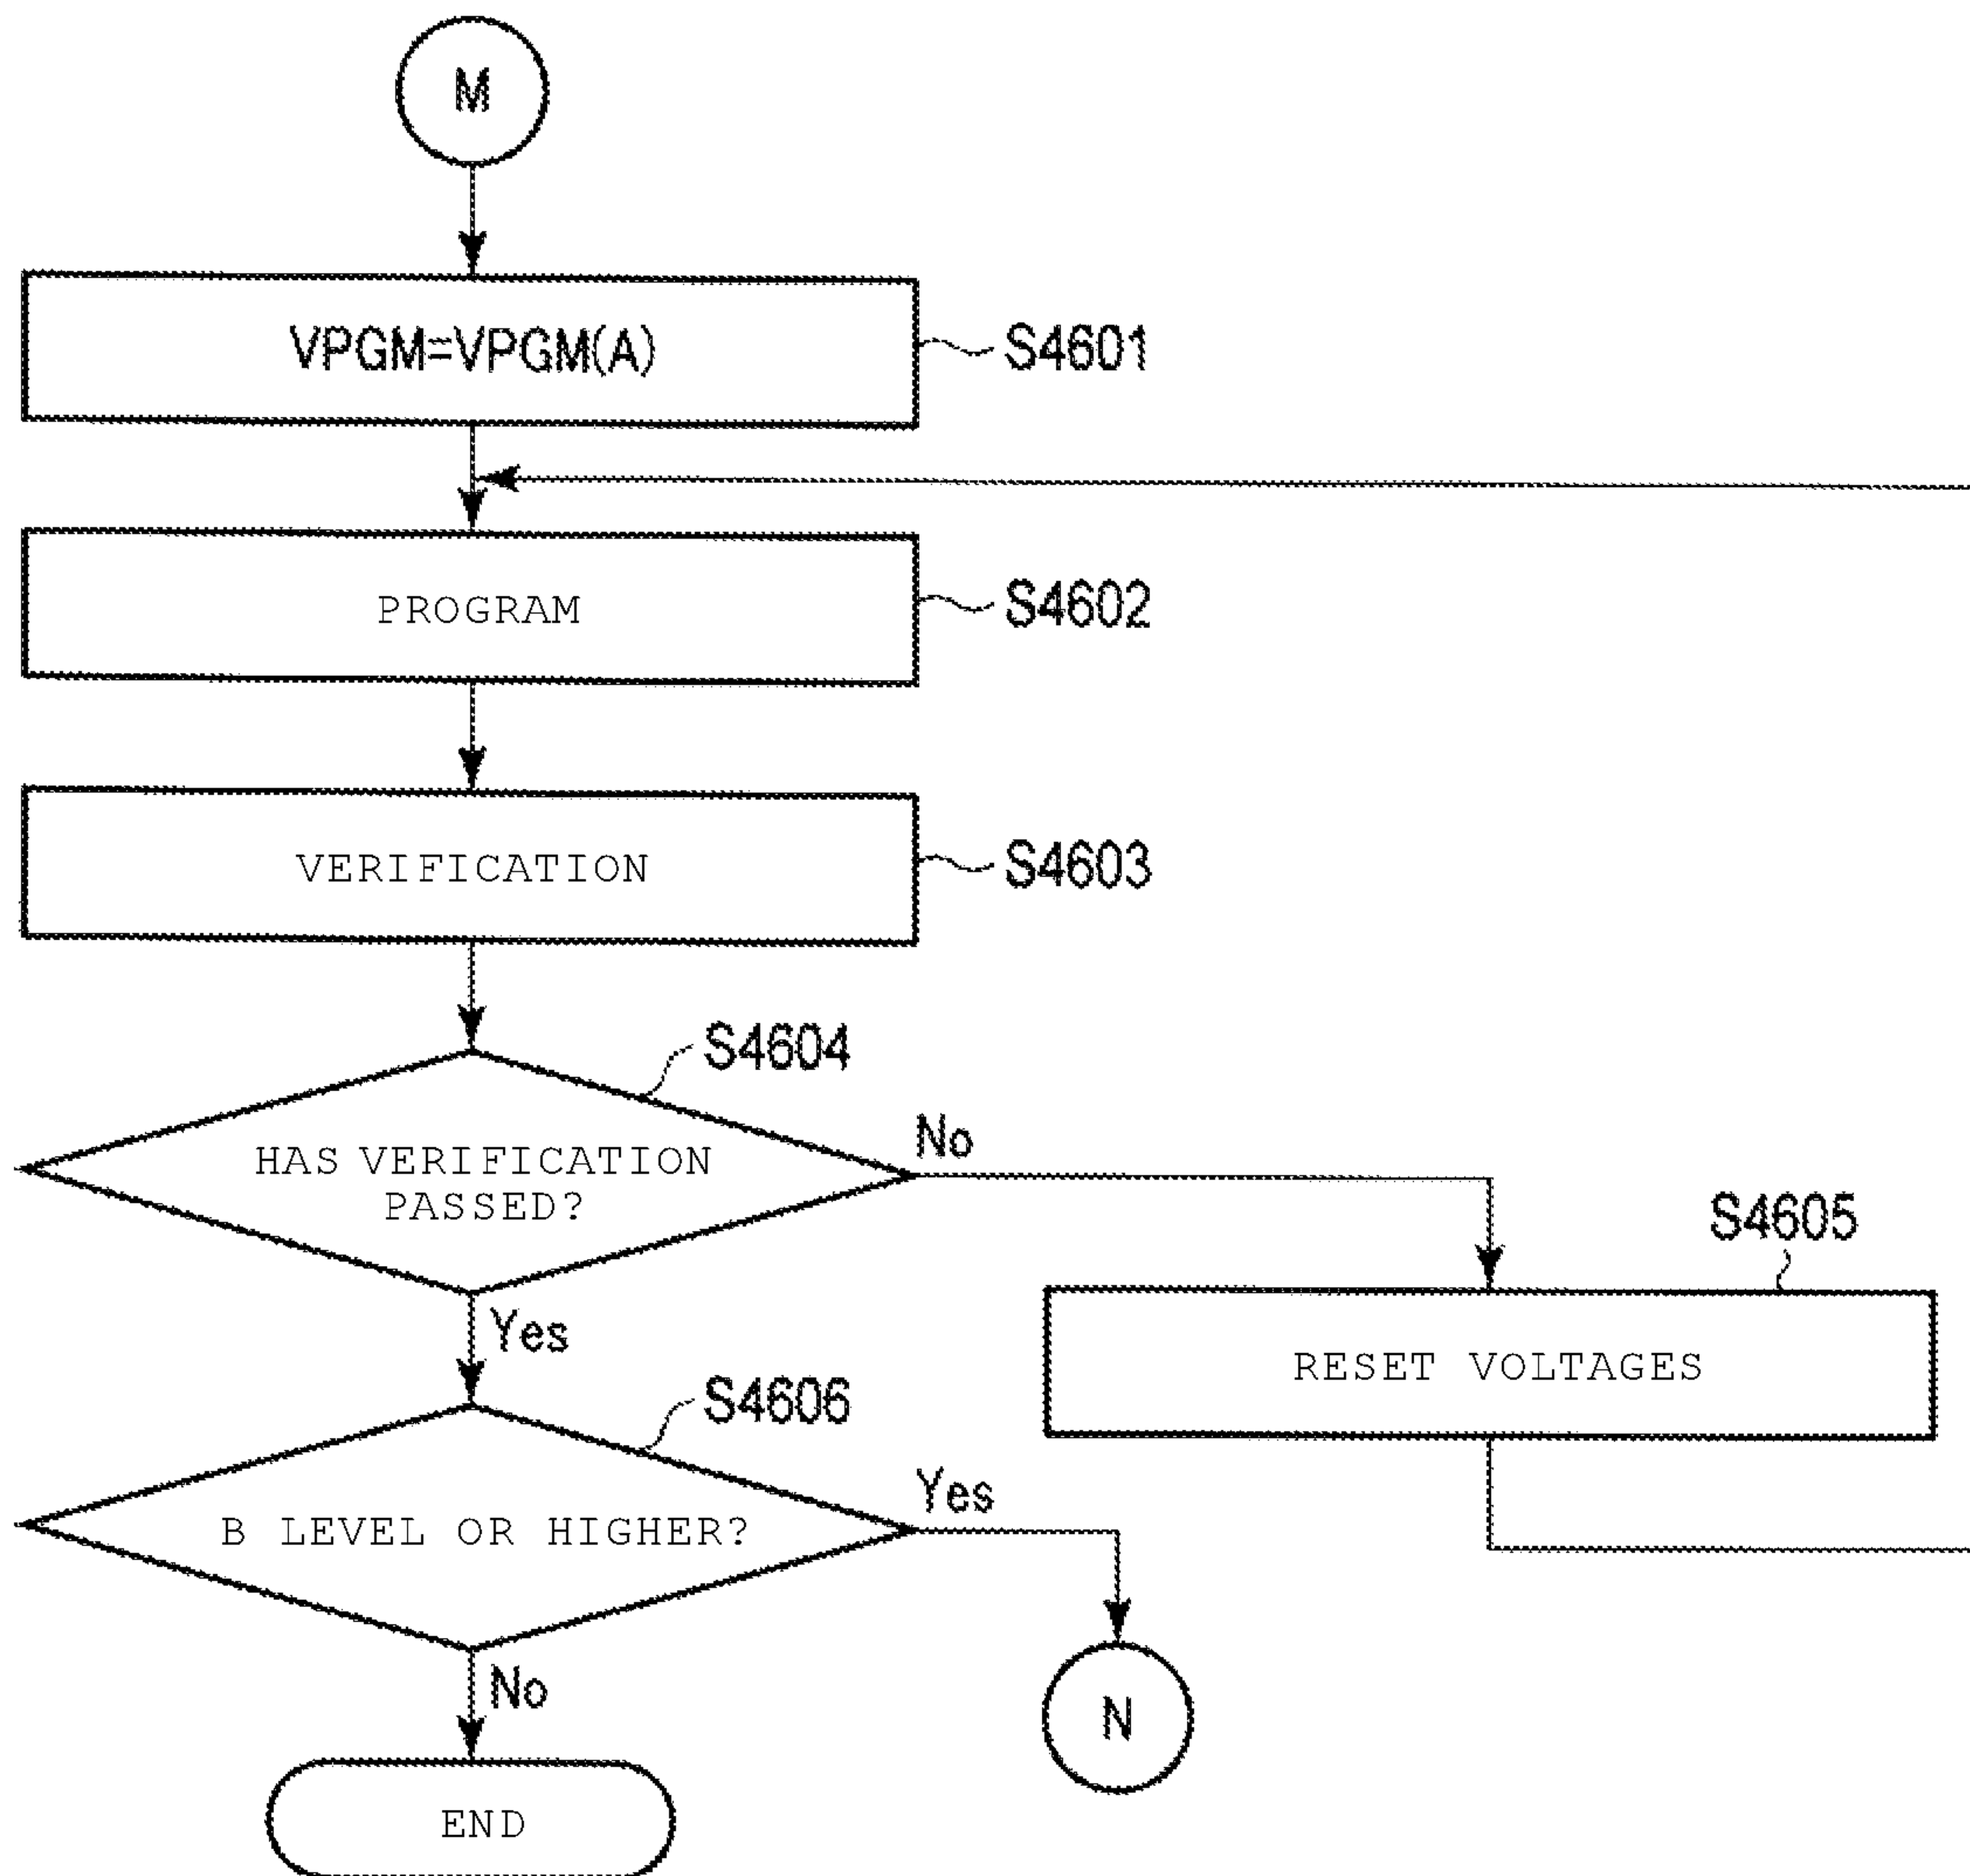 M
VPGM=VPGM(A)
S4601
PROGRAM
S4602
VERIFICATION
S4603
S4604
HAS VERIFICATION
PASSED?
No
Yes
S4605
RESET VOLTAGES
S4606
B LEVEL OR HIGHER?
Yes
No
N
END